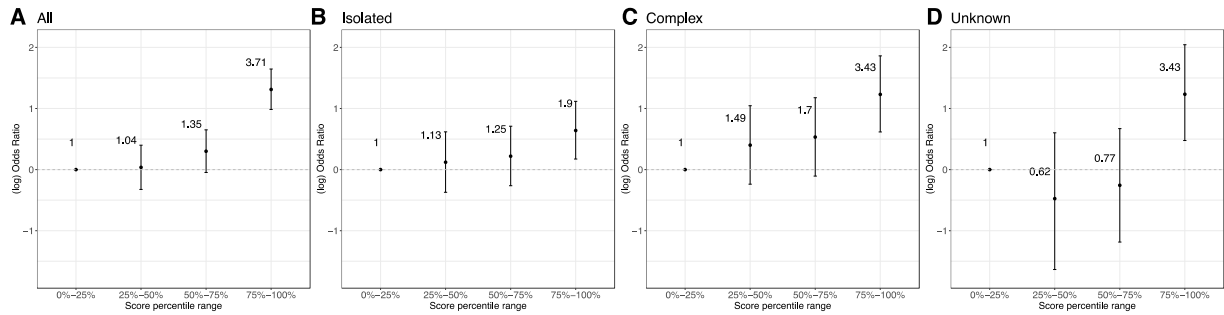 A All
(log) Odds Ratio
2
1
0
−1
1
1.04
1.35
3.71
0%−25% 25%−50% 50%−75% 75%−100%
Score percentile range
B Isolated
(log) Odds Ratio
2
1
0
−1
1
1.13
1.25
1.9
0%−25% 25%−50% 50%−75% 75%−100%
Score percentile range
C Complex
(log) Odds Ratio
2
1
0
−1
1
1.49
1.7
3.43
0%−25% 25%−50% 50%−75% 75%−100%
Score percentile range
D Unknown
(log) Odds Ratio
2
1
0
−1
1
0.62
0.77
3.43
0%−25% 25%−50% 50%−75% 75%−100%
Score percentile range